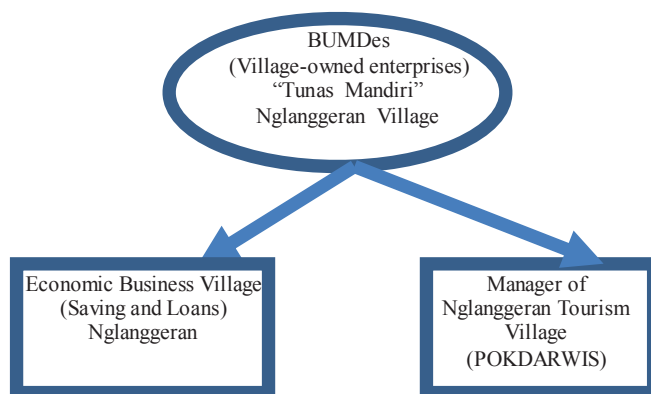 BUMDes
(Village-owned enterprises)
“Tunas Mandiri”
Nglanggeran Village
Economic Business Village
(Saving and Loans)
Nglanggeran
Manager of
Nglanggeran Tourism
Village
(POKDARWIS)